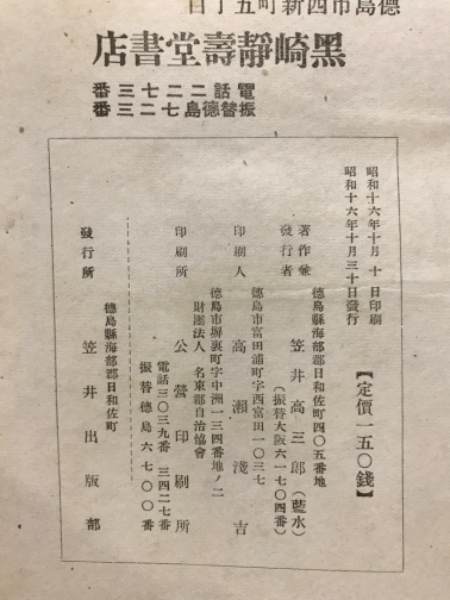 徳島市西新町五丁目
黑崎靜壽堂書店
電話二二七三番
振替德島七二三番
昭和十六年十月 十 日印刷
昭和十六年十月三十日發行
【定價一五〇錢】
德島縣海部郡日和佐町四〇五番地
著作兼
發行者 笠井高三郎(藍水)
(振替大阪六一七〇四番)
德島市富田浦町字西富田一〇三七
印刷人 高瀨淺吉
德島市塀裏町字中洲一三四番地ノ二
財團法人 名東郡自治協會
印刷所 公營印刷所
電話三〇三九番 三四二七番
振替德島六七〇〇番
德島縣海部郡日和佐町
發行所 笠井出版部